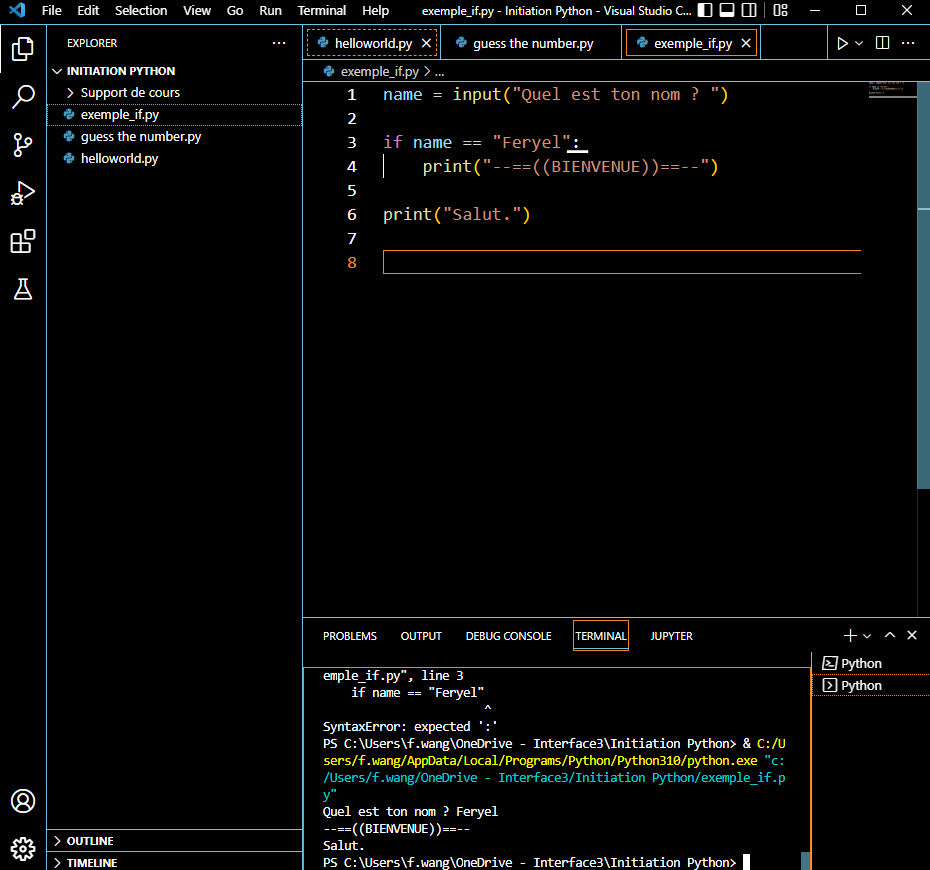 File Edit Selection View Go Run Terminal Help exemple_if.py - Initiation Python - Visual Studio C...
EXPLORER ...
helloworld.py guess the number.py exemple_if.py
INITIATION PYTHON
exemple_if.py > ...
Support de cours
exemple_if.py
guess the number.py
helloworld.py
1 name = input("Quel est ton nom ? ")
2
3 if name == "Feryel":
4 print("--==((BIENVENUE))==--")
5
6 print("Salut.")
7
8
PROBLEMS OUTPUT DEBUG CONSOLE TERMINAL JUPYTER
Python
Python
emple_if.py", line 3
if name == "Feryel"
^
SyntaxError: expected ':'
PS C:\Users\f.wang\OneDrive - Interface3\Initiation Python> & C:/U
sers/f.wang/AppData/Local/Programs/Python/Python310/python.exe "c:
/Users/f.wang/OneDrive - Interface3/Initiation Python/exemple_if.p
y"
Quel est ton nom ? Feryel
--==((BIENVENUE))==--
Salut.
PS C:\Users\f.wang\OneDrive - Interface3\Initiation Python>
OUTLINE
TIMELINE